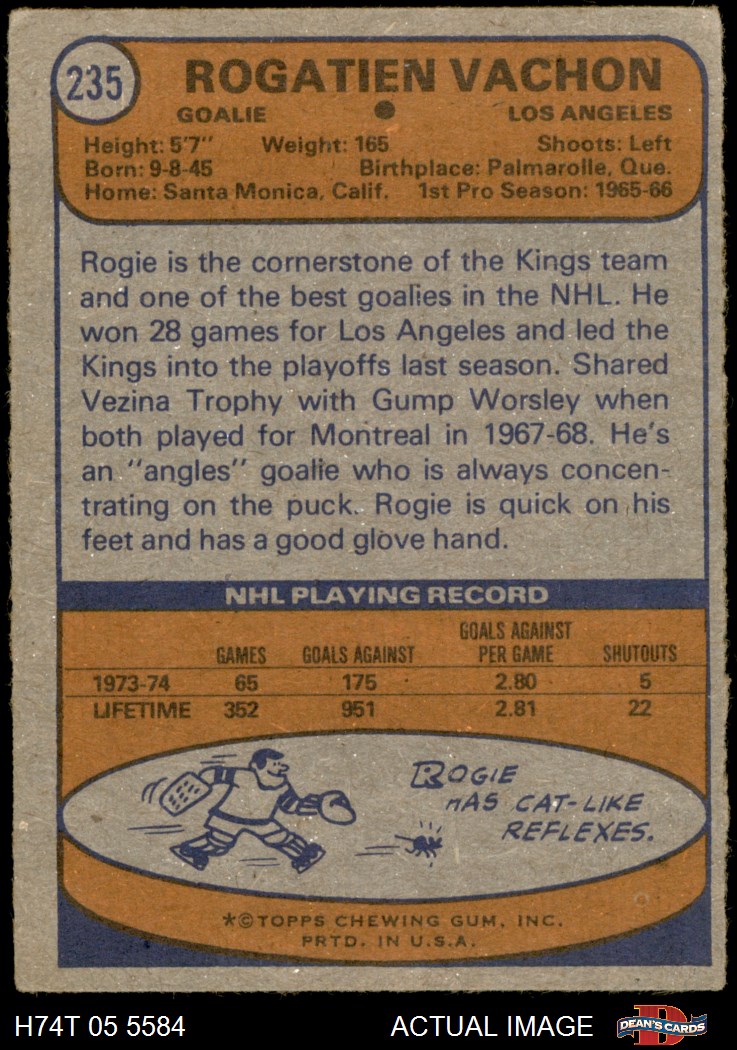 235
ROGATIEN VACHON
GOALIE LOS ANGELES
Height: 5'7" Weight: 165 Shoots: Left
Born: 9-8-45 Birthplace: Palmarolle, Que.
Home: Santa Monica, Calif. 1st Pro Season: 1965-66
Rogie is the cornerstone of the Kings team
and one of the best goalies in the NHL. He
won 28 games for Los Angeles and led the
Kings into the playoffs last season. Shared
Vezina Trophy with Gump Worsley when
both played for Montreal in 1967-68. He's
an "angles" goalie who is always concen-
trating on the puck. Rogie is quick on his
feet and has a good glove hand.
NHL PLAYING RECORD
GAMES GOALS AGAINST GOALS AGAINST PER GAME SHUTOUTS
1973-74 65 175 2.80 5
LIFETIME 352 951 2.81 22
ROGIE
HAS CAT-LIKE
REFLEXES.
*©TOPPS CHEWING GUM, INC.
PRTD. IN U.S.A.
H74T 05 5584 ACTUAL IMAGE DEAN'S CARDS